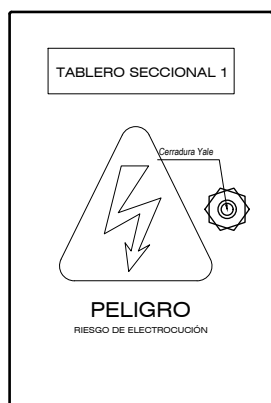 TABLERO SECCIONAL 1
Cerradura Yale
PELIGRO
RIESGO DE ELECTROCUCIÓN